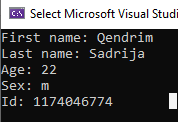 Select Microsoft Visual Studi
First name: Qendrim
Last name: Sadrija
Age: 22
Sex: m
Id: 1174046774